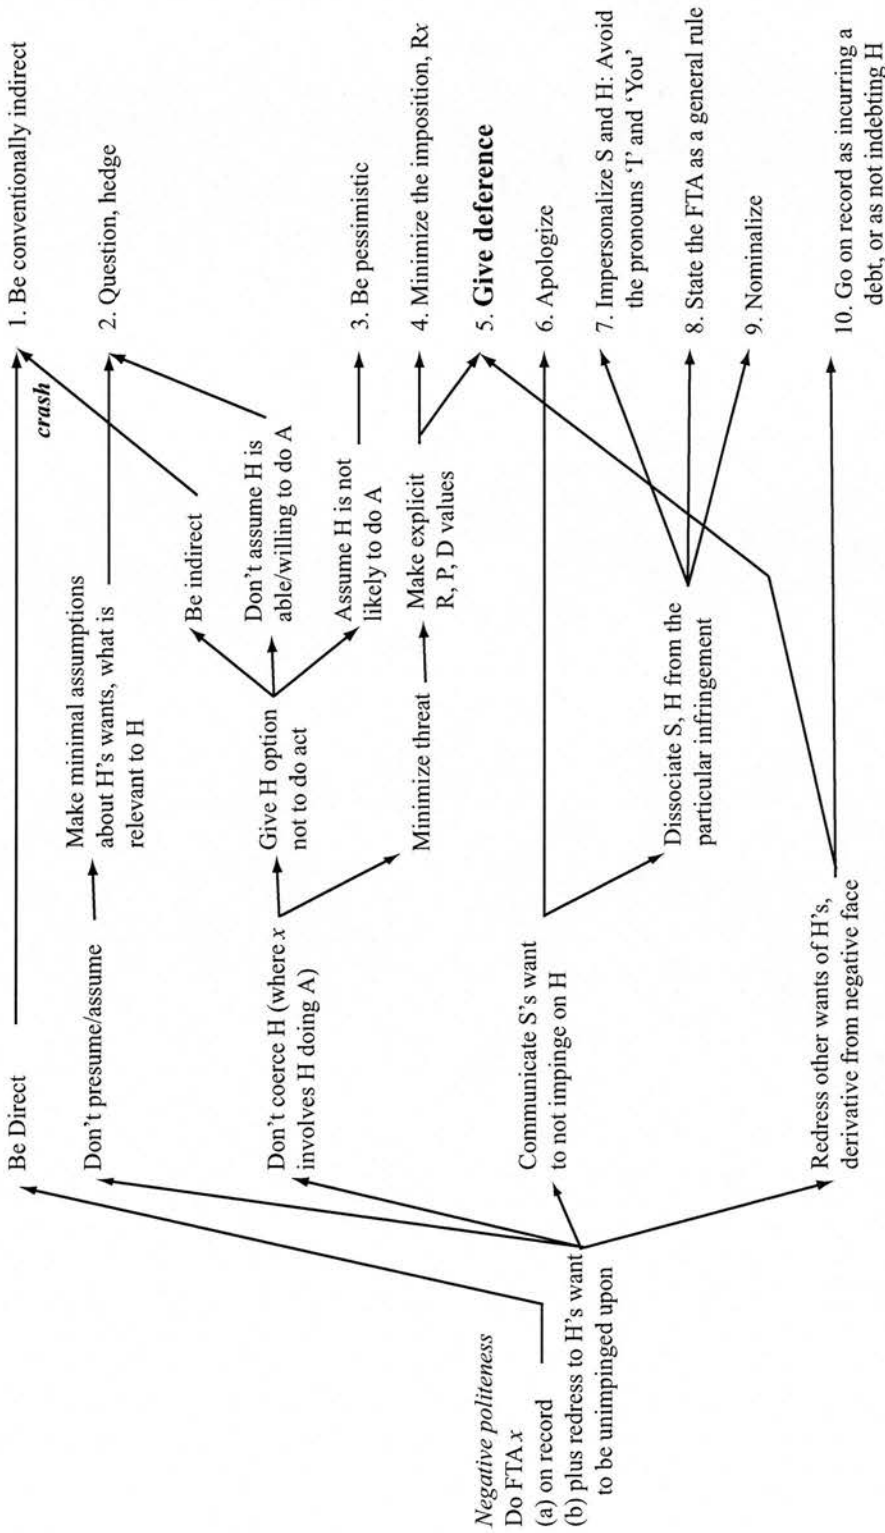 Negative politeness
Do FTA x
(a) on record
(b) plus redress to H's want
to be unimpinged upon
Be Direct
Don't presume/assume
Don't coerce H (where x
involves H doing A)
Communicate S's want
to not impinge on H
Redress other wants of H's,
derivative from negative face
Make minimal assumptions
about H's wants, what is
relevant to H
Give H option
not to do act
Minimize threat
Dissociate S, H from the
particular infringement
Be indirect
Don't assume H is
able/willing to do A
Assume H is not
likely to do A
Make explicit
R, P, D values
crash
1. Be conventionally indirect
2. Question, hedge
3. Be pessimistic
4. Minimize the imposition, Rx
5. Give deference
6. Apologize
7. Impersonalize S and H: Avoid
the pronouns 'I' and 'You'
8. State the FTA as a general rule
9. Nominalize
10. Go on record as incurring a
debt, or as not indebting H